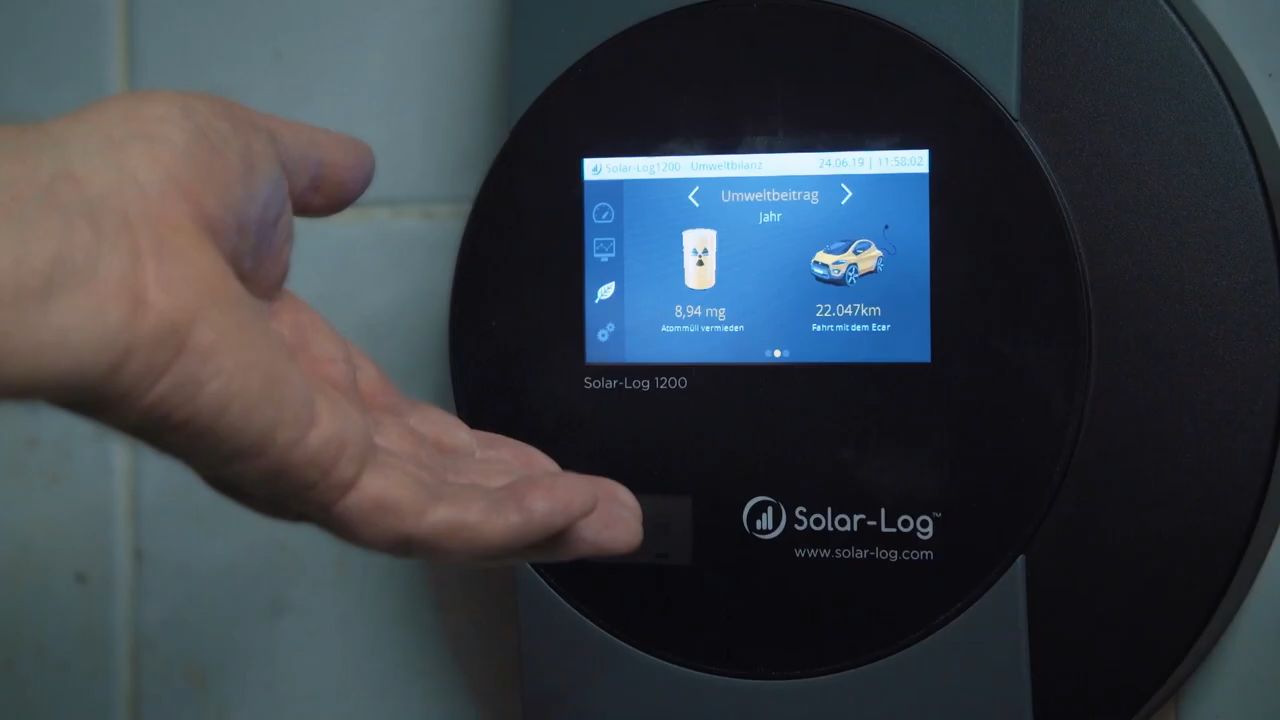 Solar-Log1200 Umweltbilanz 24.06.19 | 11:58:02
Umweltbeitrag
Jahr
8,94 mg 22.047km
Atommüll vermieden Fahrt mit dem Ecar
Solar-Log 1200
Solar-Log™
www.solar-log.com